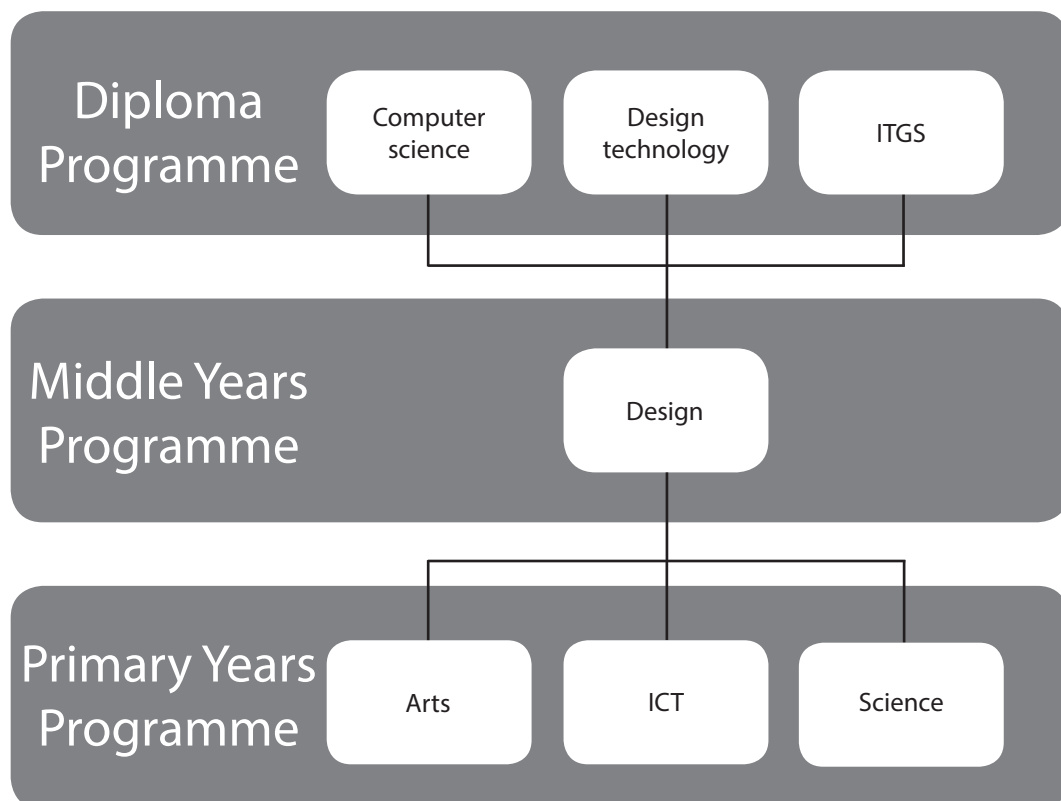 Diploma
Programme
Computer
science
Design
technology
ITGS
Middle Years
Programme
Design
Primary Years
Programme
Arts
ICT
Science